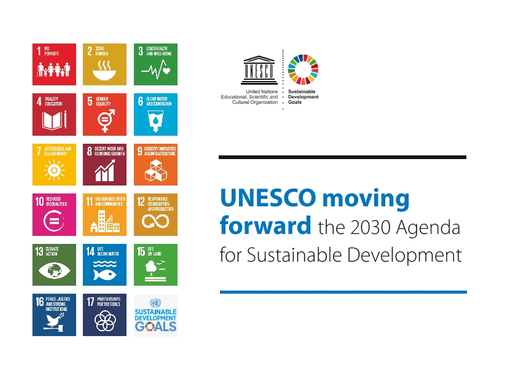 1 NO
POVERTY
2 ZERO
HUNGER
3 GOOD HEALTH
AND WELL-BEING
4 QUALITY
EDUCATION
5 GENDER
EQUALITY
6 CLEAN WATER
AND SANITATION
7 AFFORDABLE AND
CLEAN ENERGY
8 DECENT WORK AND
ECONOMIC GROWTH
9 INDUSTRY, INNOVATION
AND INFRASTRUCTURE
10 REDUCED
INEQUALITIES
11 SUSTAINABLE CITIES
AND COMMUNITIES
12 RESPONSIBLE
CONSUMPTION
AND PRODUCTION
13 CLIMATE
ACTION
14 LIFE
BELOW WATER
15 LIFE
ON LAND
16 PEACE, JUSTICE
AND STRONG
INSTITUTIONS
17 PARTNERSHIPS
FOR THE GOALS
SUSTAINABLE
DEVELOPMENT
GOALS
UNESCO
United Nations
Educational, Scientific and
Cultural Organization
Sustainable
Development
Goals
UNESCO moving
forward the 2030 Agenda
for Sustainable Development